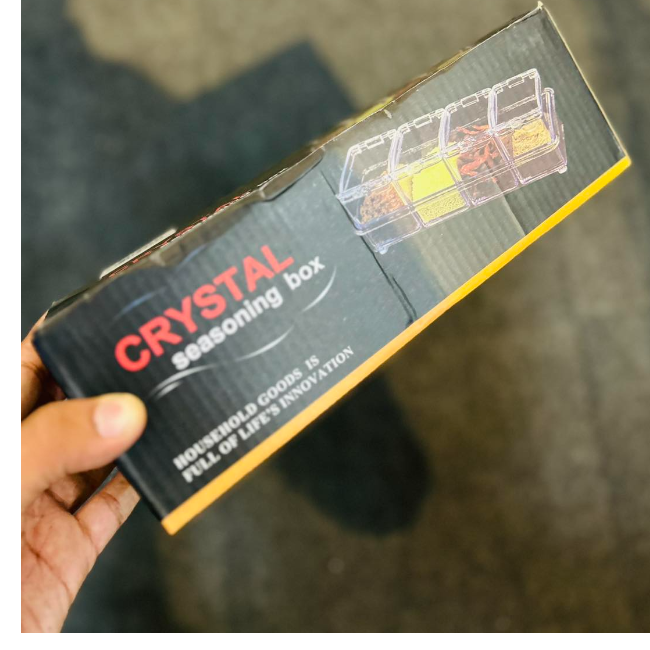 CRYSTAL
seasoning box
HOUSEHOLD GOODS IS
FULL OF LIFE'S INNOVATION